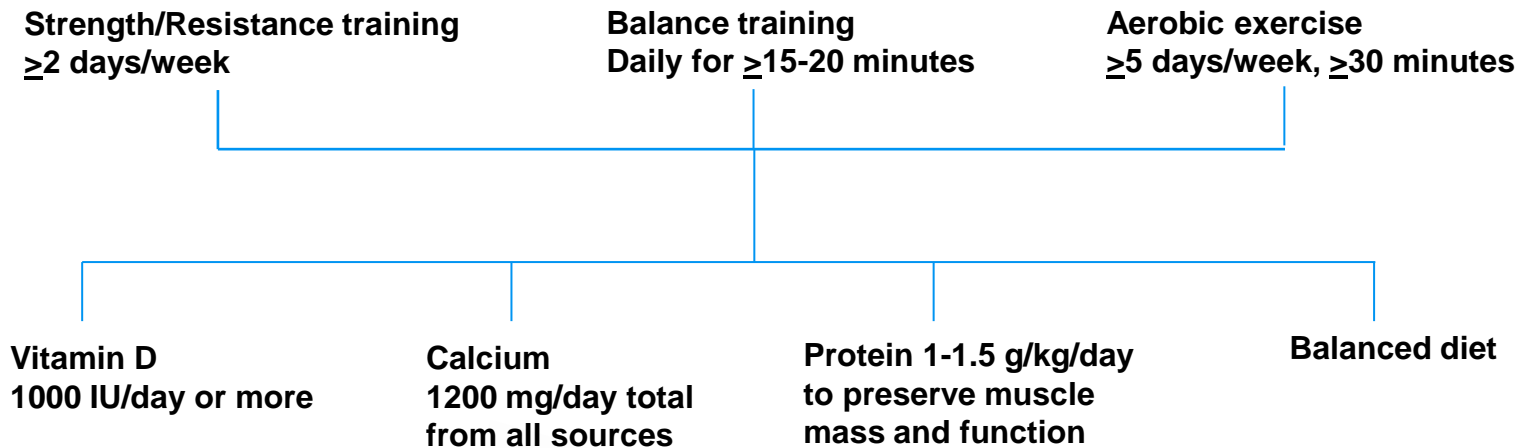 Strength/Resistance training
≥2 days/week
Balance training
Daily for ≥15-20 minutes
Aerobic exercise
≥5 days/week, ≥30 minutes
Vitamin D
1000 IU/day or more
Calcium
1200 mg/day total
from all sources
Protein 1-1.5 g/kg/day
to preserve muscle
mass and function
Balanced diet